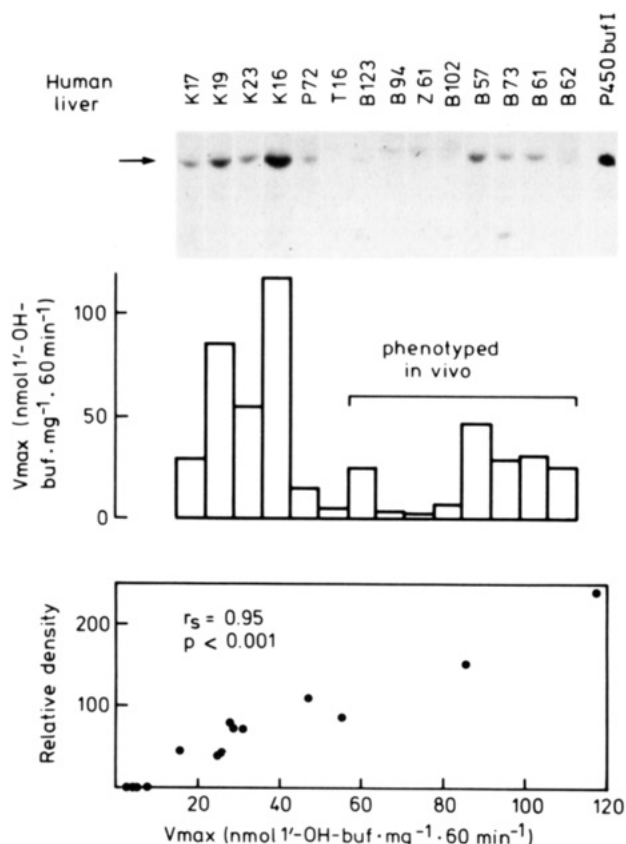 Human
liver
K17 K19 K23 K16 P72 T16 B123 B94 Z61 B102 B57 B73 B61 B62 P450 buf I
Vmax (nmol 1'-OH-
buf·mg⁻¹·60 min⁻¹)
100
50
0
phenotyped
in vivo
Relative density
200
100
r_s = 0.95
p < 0.001
20 40 60 80 100 120
Vmax (nmol 1'-OH-buf·mg⁻¹·60 min⁻¹)